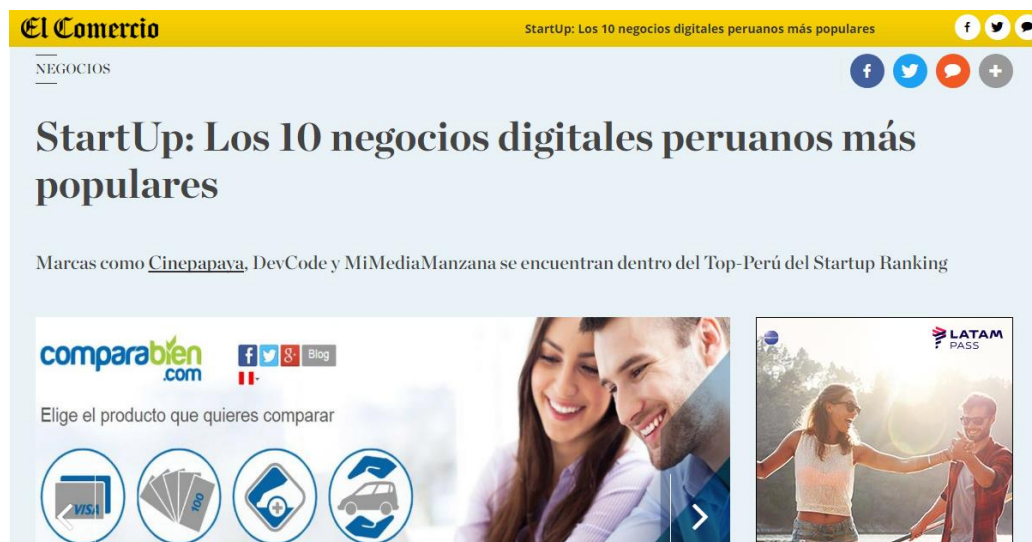 El Comercio
StartUp: Los 10 negocios digitales peruanos más populares
NEGOCIOS
StartUp: Los 10 negocios digitales peruanos más
populares
Marcas como Cinepapaya, DevCode y MiMediaManzana se encuentran dentro del Top-Perú del Startup Ranking
comparabien
.com
Blog
Elige el producto que quieres comparar
VISA
100
LATAM
PASS